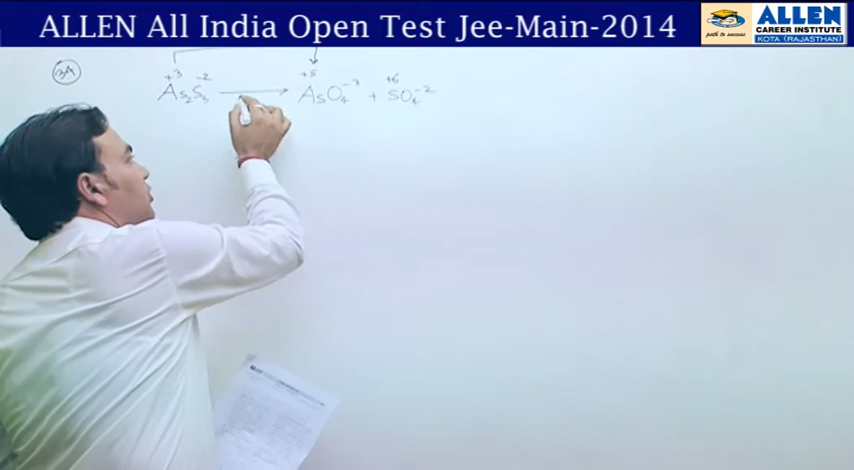 ALLEN All India Open Test Jee-Main-2014
path to success
ALLEN
CAREER INSTITUTE
KOTA (RAJASTHAN)
13A
+3 -2 +5 +6
As₂S₃ → AsO₄⁻³ + SO₄⁻²